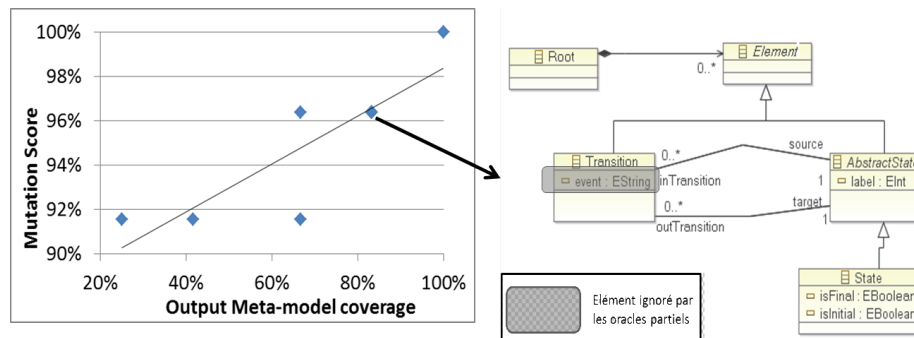 100%
98%
96%
94%
92%
90%
Mutation Score
20%
40%
60%
80%
100%
Output Meta-model coverage
Root
Element
0..*
Transition
event : EString
0..*
inTransition
source
1
AbstractState
label : EInt
0..*
outTransition
target
1
State
isFinal : EBoolean
isInitial : EBoolean
Elément ignoré par
les oracles partiels